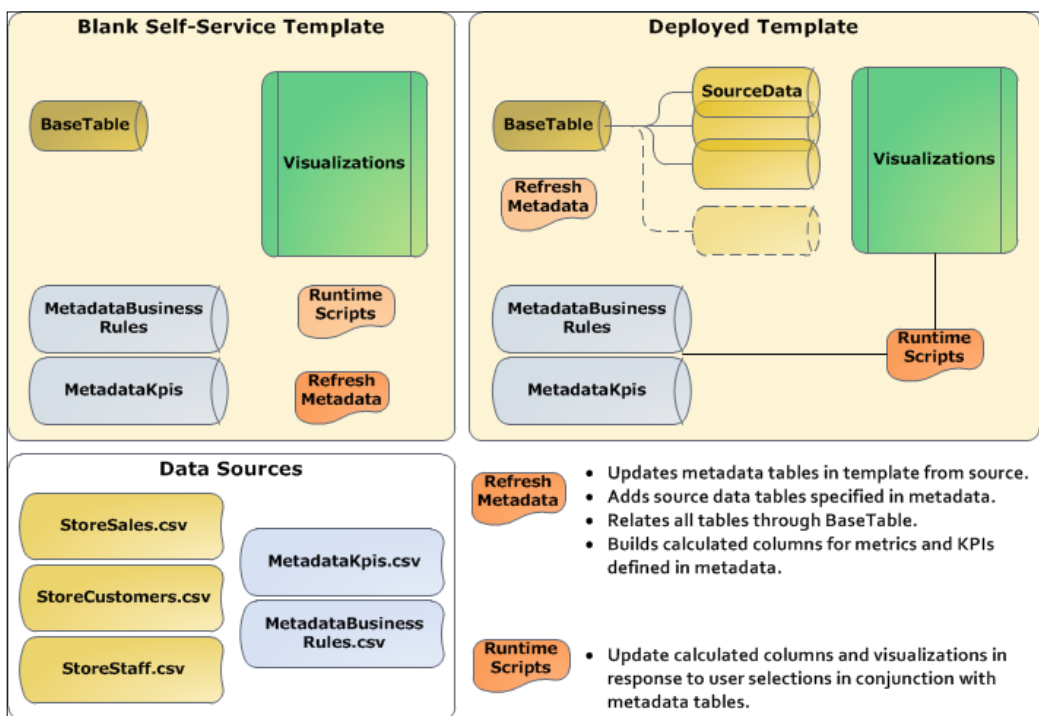 Blank Self-Service Template
BaseTable
Visualizations
MetadataBusiness
Rules
MetadataKpis
Runtime
Scripts
Refresh
Metadata
Deployed Template
BaseTable
SourceData
Visualizations
Refresh
Metadata
MetadataBusiness
Rules
MetadataKpis
Runtime
Scripts
Data Sources
StoreSales.csv
StoreCustomers.csv
StoreStaff.csv
MetadataKpis.csv
MetadataBusiness
Rules.csv
Refresh
Metadata
• Updates metadata tables in template from source.
• Adds source data tables specified in metadata.
• Relates all tables through BaseTable.
• Builds calculated columns for metrics and KPIs
defined in metadata.
Runtime
Scripts
• Update calculated columns and visualizations in
response to user selections in conjunction with
metadata tables.